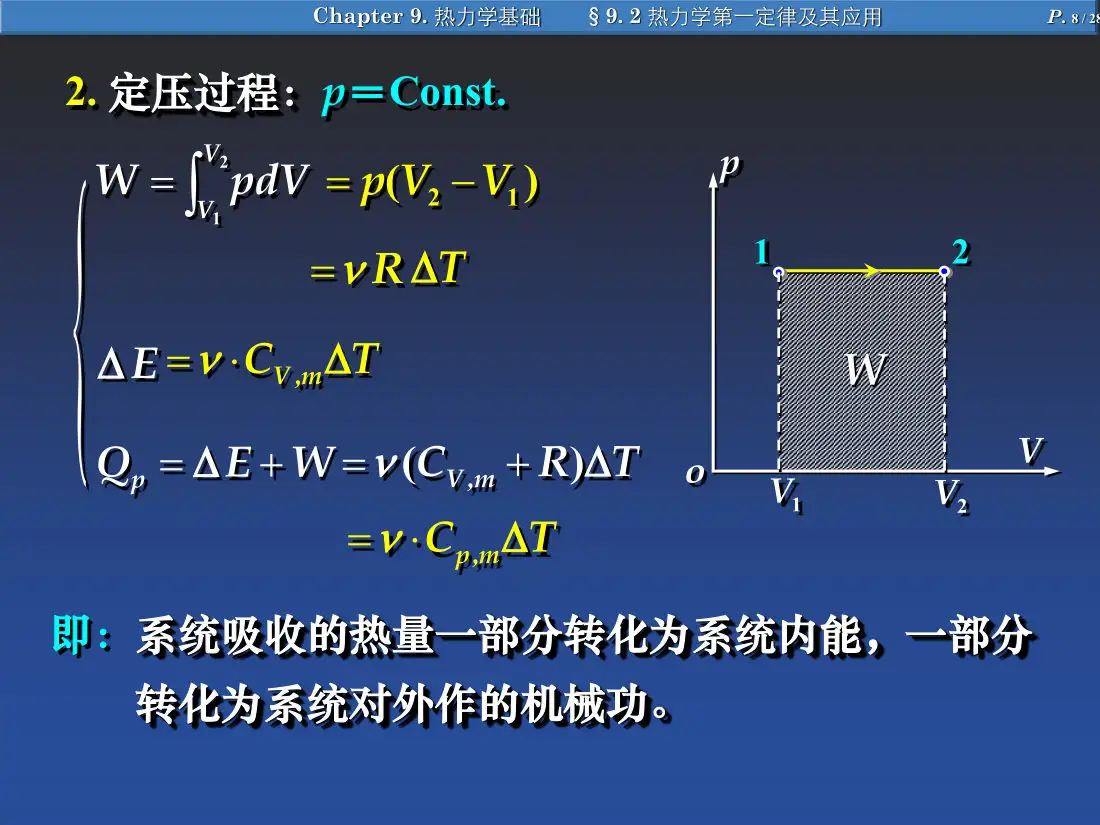 Chapter 9. 热力学基础 §9. 2 热力学第一定律及其应用 P. 8 / 28
2. 定压过程：p＝Const.
W = ∫_{V₁}^{V₂} pdV = p(V₂ − V₁)
= ν R ΔT
Δ E = ν · C_{V,m} ΔT
Q_p = Δ E + W = ν (C_{V,m} + R)ΔT
= ν · C_{p,m} ΔT
p
1 2
W
o V₁ V₂ V
即：系统吸收的热量一部分转化为系统内能，一部分
转化为系统对外作的机械功。